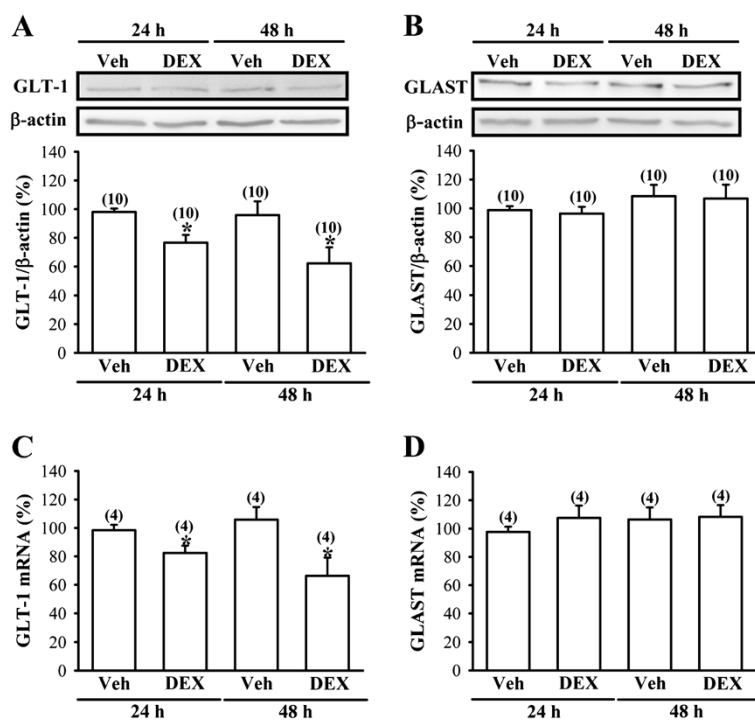 A
24 h
48 h
Veh
DEX
Veh
DEX
GLT-1
β-actin
GLT-1/β-actin (%)
140
120
100
80
60
40
20
0
(10)
(10)
*
(10)
(10)
*
Veh
DEX
Veh
DEX
24 h
48 h
B
24 h
48 h
Veh
DEX
Veh
DEX
GLAST
β-actin
GLAST/β-actin (%)
140
120
100
80
60
40
20
0
(10)
(10)
(10)
(10)
Veh
DEX
Veh
DEX
24 h
48 h
C
GLT-1 mRNA (%)
140
120
100
80
60
40
20
0
(4)
(4)
*
(4)
(4)
*
Veh
DEX
Veh
DEX
24 h
48 h
D
GLAST mRNA (%)
140
120
100
80
60
40
20
0
(4)
(4)
(4)
(4)
Veh
DEX
Veh
DEX
24 h
48 h